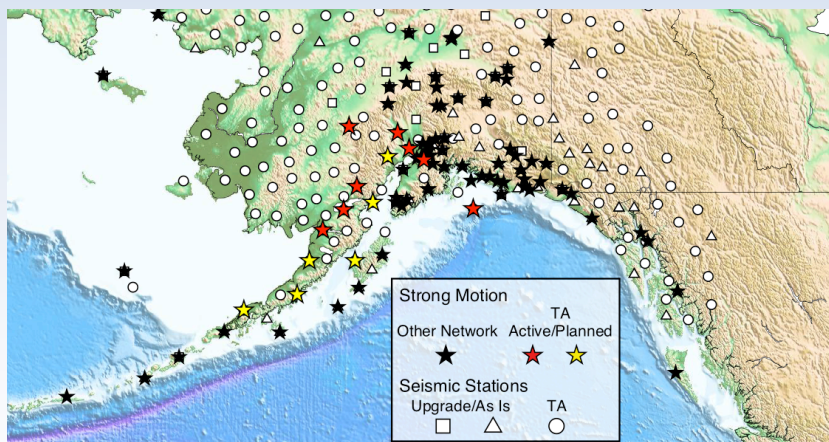 Strong Motion
TA
Other Network Active/Planned
Seismic Stations
Upgrade/As Is TA